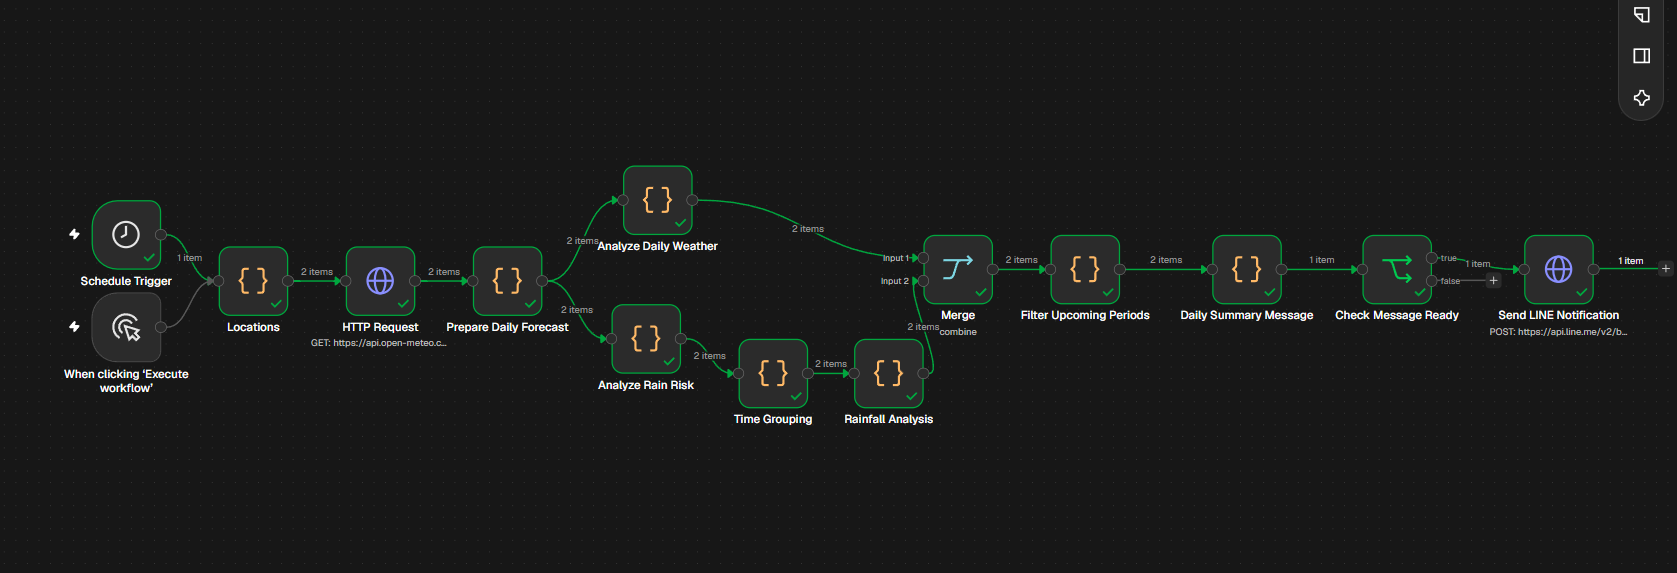 Schedule Trigger
1 item
When clicking ‘Execute
workflow’
Locations
2 items
HTTP Request
GET: https://api.open-meteo.c...
2 items
Prepare Daily Forecast
2 items
Analyze Daily Weather
2 items
2 items
Analyze Rain Risk
2 items
Time Grouping
2 items
Rainfall Analysis
2 items
Input 1
Input 2
Merge
combine
2 items
Filter Upcoming Periods
2 items
Daily Summary Message
1 item
Check Message Ready
true
false
1 item
Send LINE Notification
POST: https://api.line.me/v2/b...
1 item